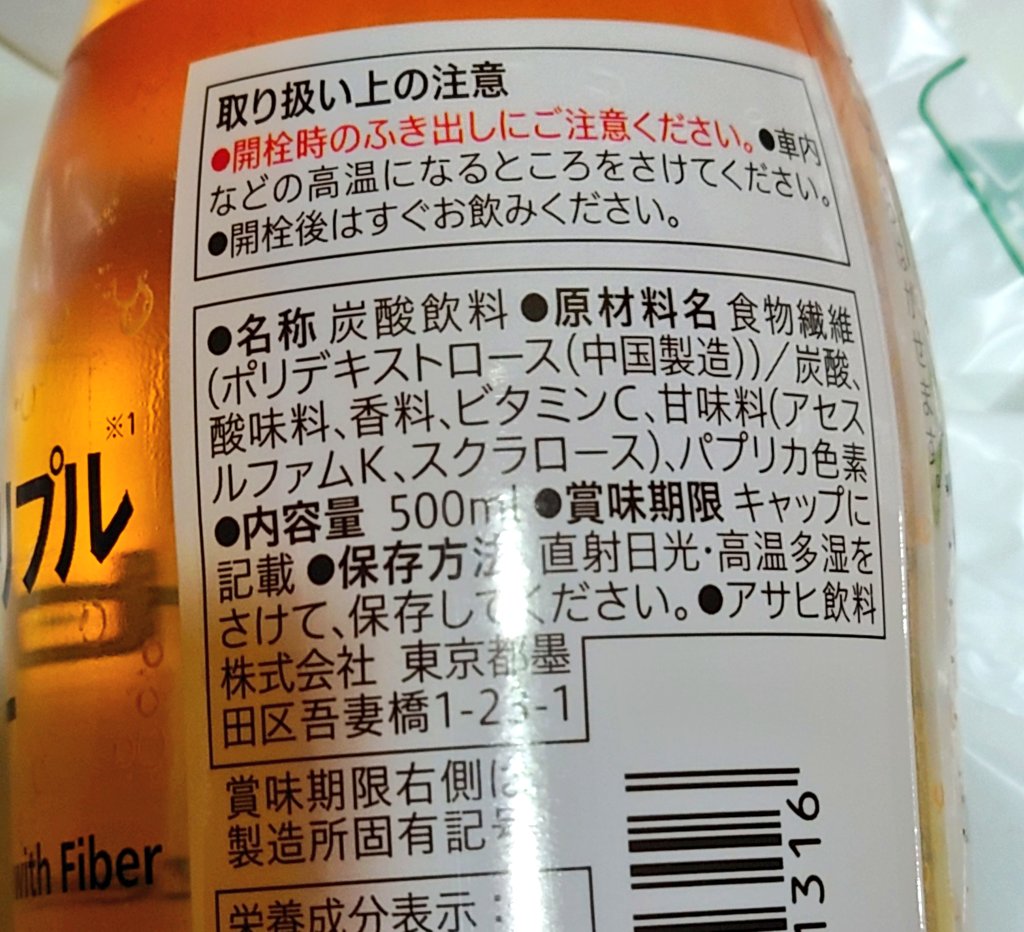 取り扱い上の注意
●開栓時のふき出しにご注意ください。●車内
などの高温になるところをさけてください。
●開栓後はすぐお飲みください。
●名称 炭酸飲料 ●原材料名 食物繊維
(ポリデキストロース(中国製造))/炭酸、
酸味料、香料、ビタミンC、甘味料(アセス
ルファムK、スクラロース)、パプリカ色素
●内容量 500ml ●賞味期限 キャップに
記載 ●保存方法 直射日光・高温多湿を
さけて、保存してください。●アサヒ飲料
株式会社 東京都墨
田区吾妻橋1-23-1
賞味期限右側は
製造所固有記号
栄養成分表示:
※1
プル
with Fiber
1316